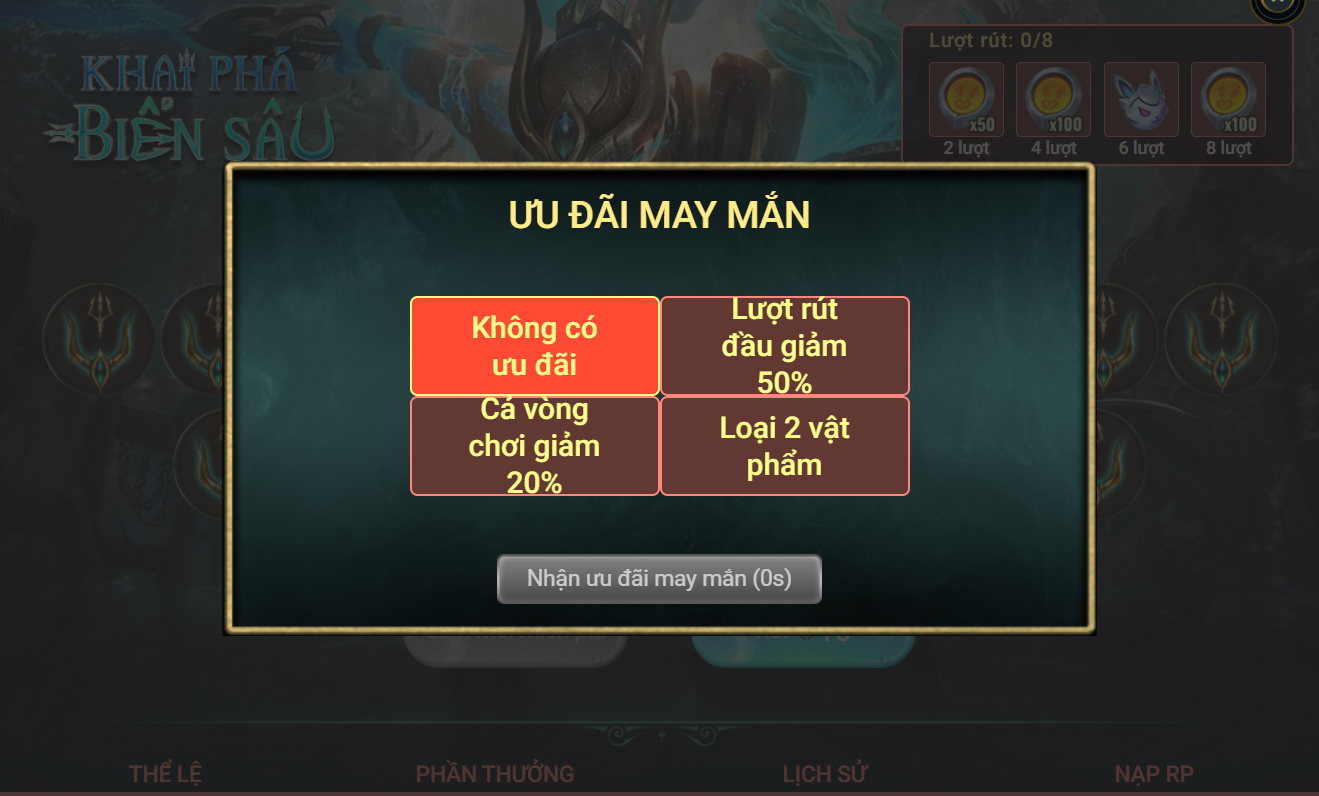 KHAI PHÁ
BIỂN SÂU
Lượt rút: 0/8
x50
x100
x100
2 lượt
4 lượt
6 lượt
8 lượt
ƯU ĐÃI MAY MẮN
Không có
ưu đãi
Lượt rút
đầu giảm
50%
Cả vòng
chơi giảm
20%
Loại 2 vật
phẩm
Nhận ưu đãi may mắn (0s)
THỂ LỆ
PHẦN THƯỞNG
LỊCH SỬ
NẠP RP